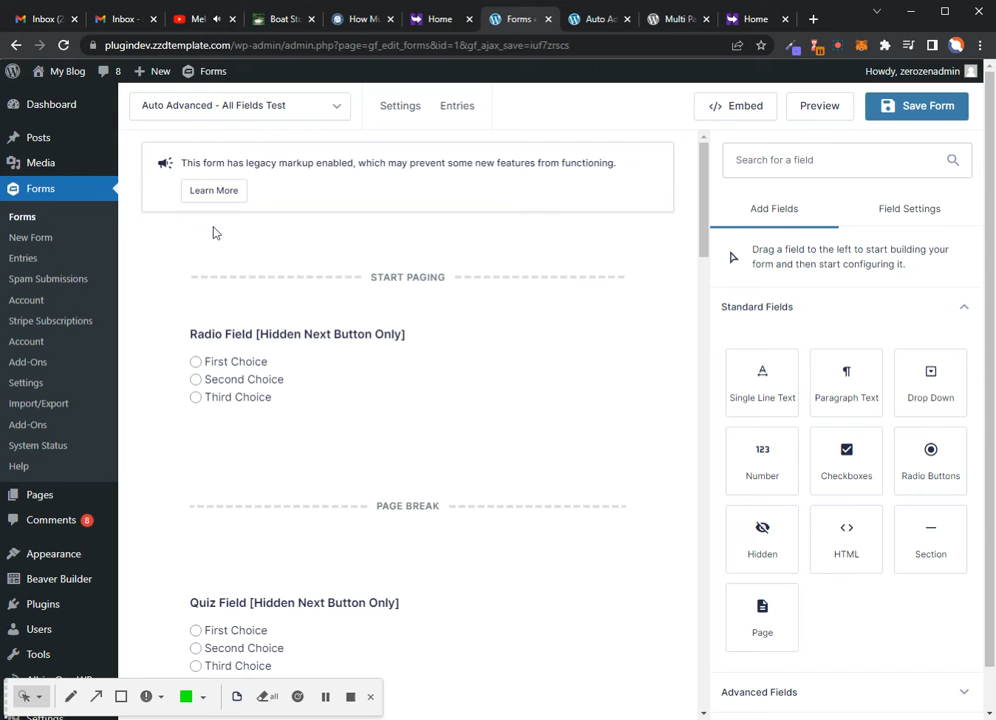 Inbox (2
Inbox -
Mel
Boat Sto
How Mu
Home
Forms -
Auto Ad
Multi Pa
Home
plugindev.zzdtemplate.com/wp-admin/admin.php?page=gf_edit_forms&id=1&gf_ajax_save=iuf7zrscs
My Blog
8
New
Forms
Howdy, zerozenadmin
Dashboard
Posts
Media
Forms
Forms
New Form
Entries
Spam Submissions
Account
Stripe Subscriptions
Account
Add-Ons
Settings
Import/Export
Add-Ons
System Status
Help
Pages
Comments 8
Appearance
Beaver Builder
Plugins
Users
Tools
Settings
Auto Advanced - All Fields Test
Settings
Entries
</> Embed
Preview
Save Form
This form has legacy markup enabled, which may prevent some new features from functioning.
Learn More
START PAGING
Radio Field [Hidden Next Button Only]
First Choice
Second Choice
Third Choice
PAGE BREAK
Quiz Field [Hidden Next Button Only]
First Choice
Second Choice
Third Choice
all
Search for a field
Add Fields
Field Settings
Drag a field to the left to start building your
form and then start configuring it.
Standard Fields
Single Line Text
Paragraph Text
Drop Down
123
Number
Checkboxes
Radio Buttons
Hidden
HTML
Section
Page
Advanced Fields